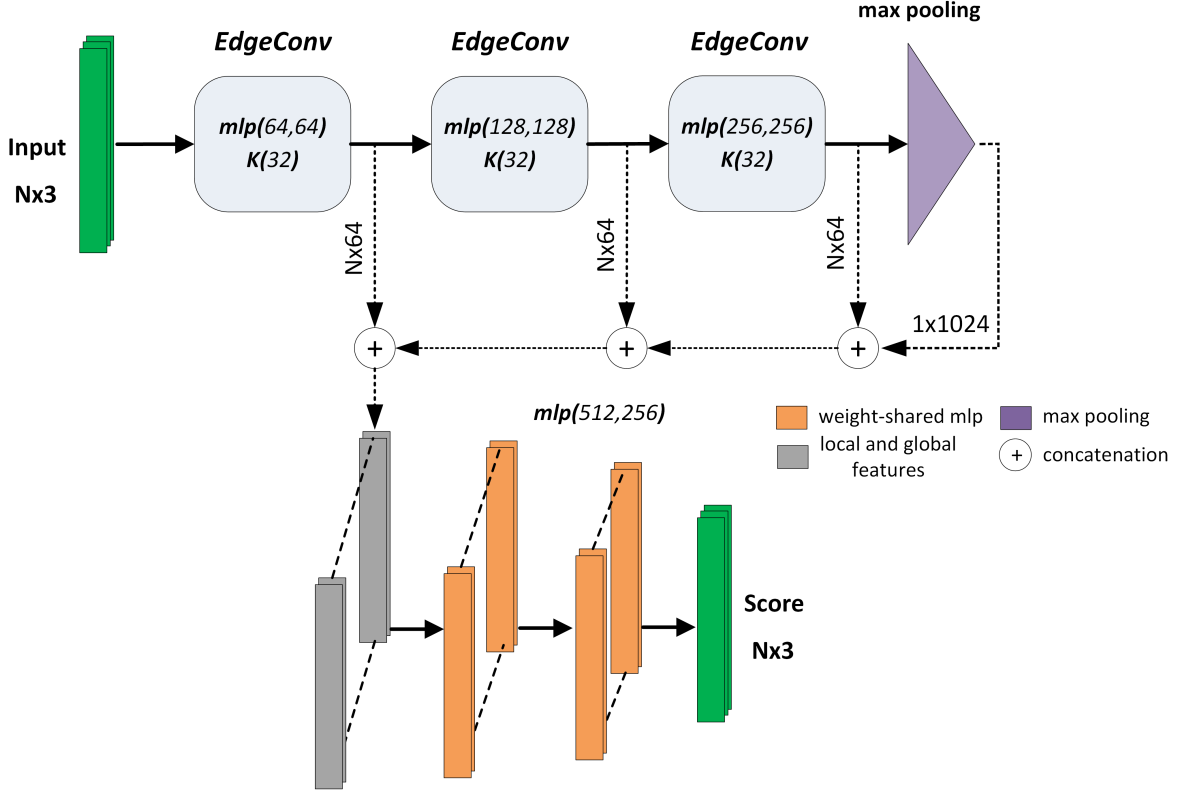 max pooling
EdgeConv
EdgeConv
EdgeConv
mlp(64,64)
K(32)
mlp(128,128)
K(32)
mlp(256,256)
K(32)
Input
Nx3
Nx64
Nx64
Nx64
1x1024
+
+
+
mlp(512,256)
weight-shared mlp
max pooling
local and global
features
+
concatenation
Score
Nx3